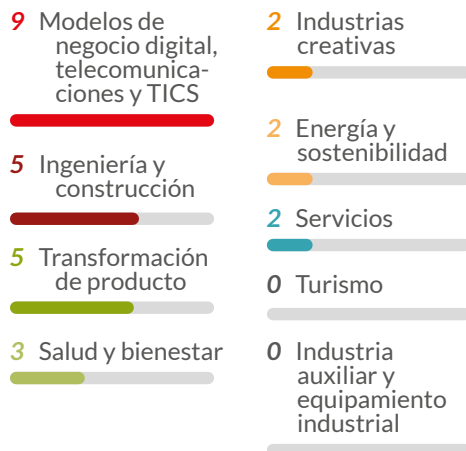 9 Modelos de
negocio digital,
telecomunica-
ciones y TICS
5 Ingeniería y
construcción
5 Transformación
de producto
3 Salud y bienestar
2 Industrias
creativas
2 Energía y
sostenibilidad
2 Servicios
0 Turismo
0 Industria
auxiliar y
equipamiento
industrial